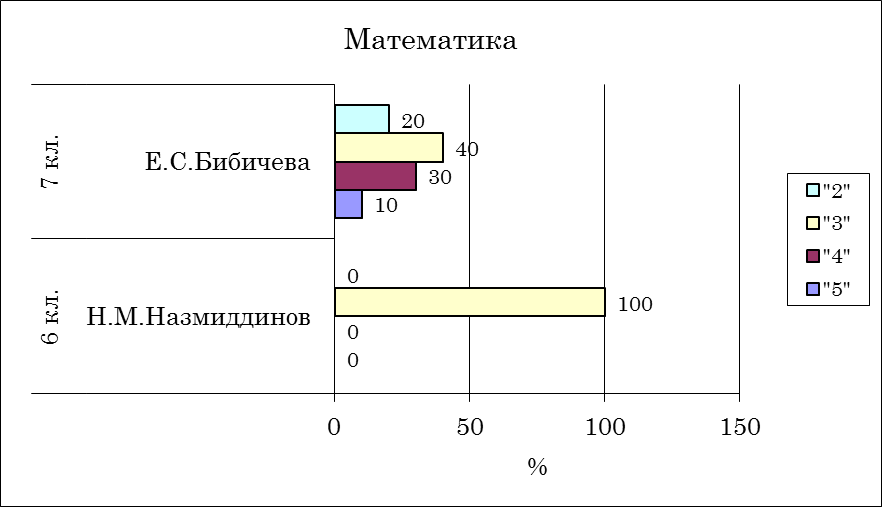 Математика
7 кл.
Е.С.Бибичева
20
40
30
10
6 кл.
Н.М.Назмиддинов
0
100
0
0
0 50 100 150
%
"2"
"3"
"4"
"5"